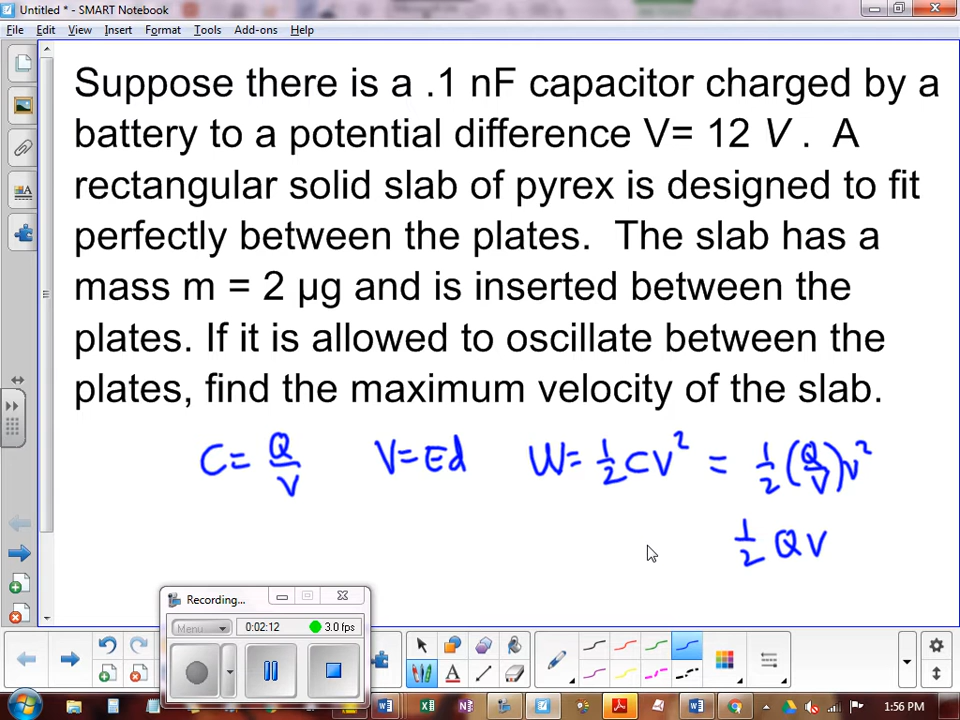 Untitled * - SMART Notebook
File Edit View Insert Format Tools Add-ons Help
Suppose there is a .1 nF capacitor charged by a
battery to a potential difference V= 12 V . A
rectangular solid slab of pyrex is designed to fit
perfectly between the plates. The slab has a
mass m = 2 µg and is inserted between the
plates. If it is allowed to oscillate between the
plates, find the maximum velocity of the slab.
C = Q/V V = Ed W = 1/2 CV² = 1/2 (Q/V) V²
1/2 QV
Recording...
Menu 0:02:12 3.0 fps
A
1:56 PM